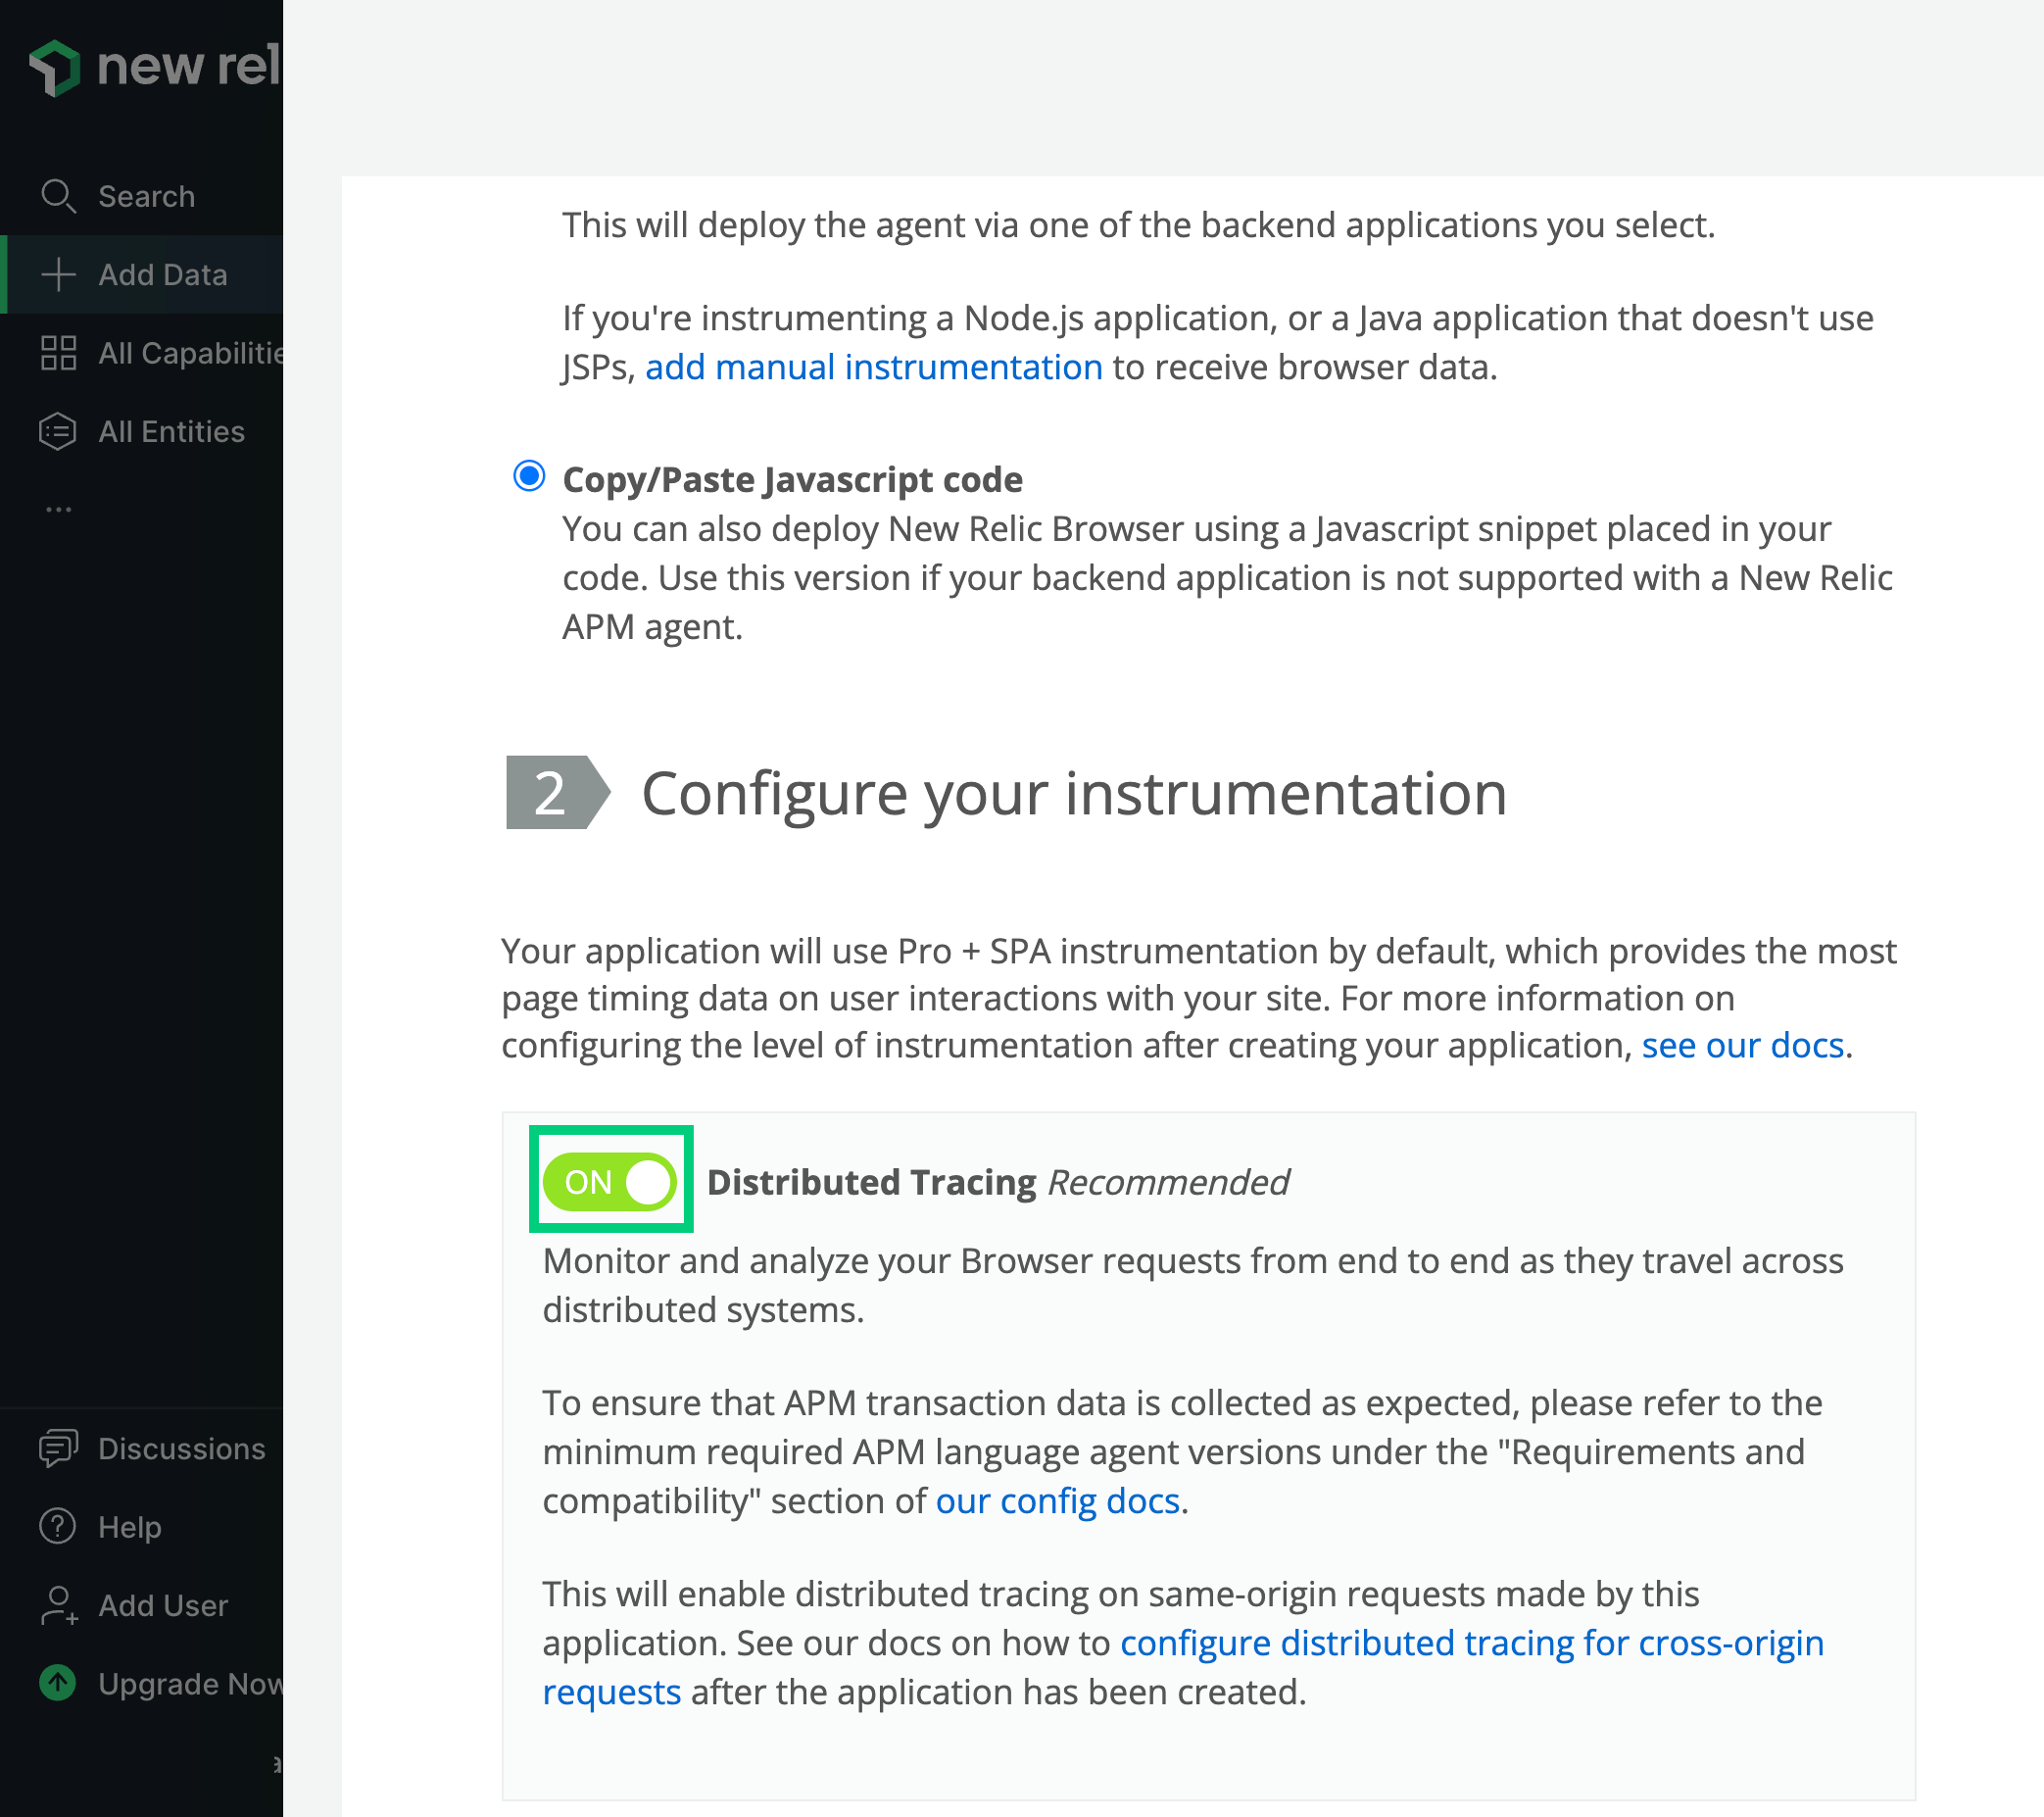 new rel
Search
Add Data
All Capabilitie
All Entities
...
Discussions
Help
Add User
Upgrade Now
This will deploy the agent via one of the backend applications you select.
If you're instrumenting a Node.js application, or a Java application that doesn't use
JSPs, add manual instrumentation to receive browser data.
Copy/Paste Javascript code
You can also deploy New Relic Browser using a Javascript snippet placed in your
code. Use this version if your backend application is not supported with a New Relic
APM agent.
2 Configure your instrumentation
Your application will use Pro + SPA instrumentation by default, which provides the most
page timing data on user interactions with your site. For more information on
configuring the level of instrumentation after creating your application, see our docs.
ON Distributed Tracing Recommended
Monitor and analyze your Browser requests from end to end as they travel across
distributed systems.
To ensure that APM transaction data is collected as expected, please refer to the
minimum required APM language agent versions under the "Requirements and
compatibility" section of our config docs.
This will enable distributed tracing on same-origin requests made by this
application. See our docs on how to configure distributed tracing for cross-origin
requests after the application has been created.